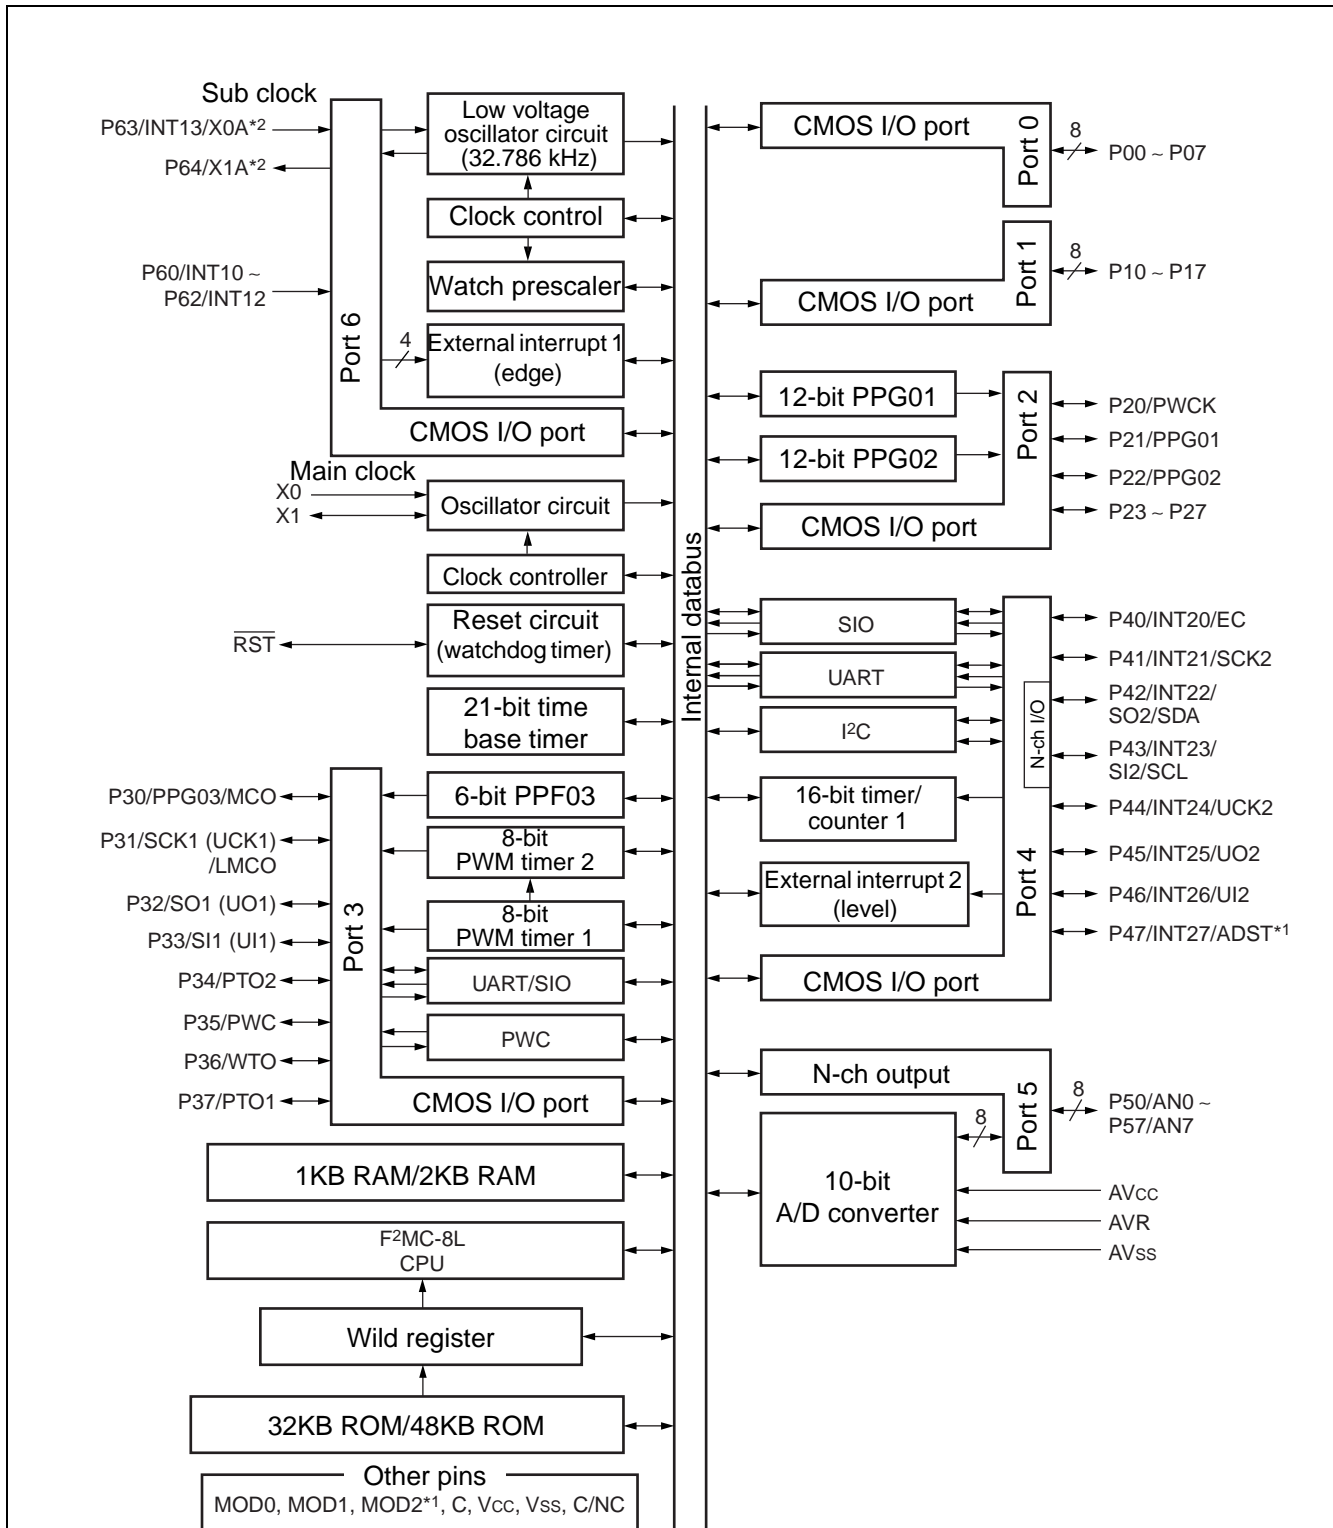 Sub clock
P63/INT13/X0A*2
P64/X1A*2
P60/INT10 ~
P62/INT12
Port 6
Low voltage
oscillator circuit
(32.786 kHz)
Clock control
Watch prescaler
4
External interrupt 1
(edge)
CMOS I/O port
Main clock
X0
X1
Oscillator circuit
Clock controller
RST
Reset circuit
(watchdog timer)
21-bit time
base timer
P30/PPG03/MCO
P31/SCK1 (UCK1)
/LMCO
P32/SO1 (UO1)
P33/SI1 (UI1)
P34/PTO2
P35/PWC
P36/WTO
P37/PTO1
Port 3
6-bit PPF03
8-bit
PWM timer 2
8-bit
PWM timer 1
UART/SIO
PWC
CMOS I/O port
1KB RAM/2KB RAM
F2MC-8L
CPU
Wild register
32KB ROM/48KB ROM
Other pins
MOD0, MOD1, MOD2*1, C, Vcc, Vss, C/NC
Internal databus
CMOS I/O port
Port 0
8
P00 ~ P07
Port 1
8
P10 ~ P17
CMOS I/O port
12-bit PPG01
12-bit PPG02
Port 2
CMOS I/O port
P20/PWCK
P21/PPG01
P22/PPG02
P23 ~ P27
SIO
UART
I2C
16-bit timer/
counter 1
External interrupt 2
(level)
CMOS I/O port
N-ch I/O
Port 4
P40/INT20/EC
P41/INT21/SCK2
P42/INT22/
SO2/SDA
P43/INT23/
SI2/SCL
P44/INT24/UCK2
P45/INT25/UO2
P46/INT26/UI2
P47/INT27/ADST*1
N-ch output
Port 5
8
8
P50/AN0 ~
P57/AN7
10-bit
A/D converter
AVcc
AVR
AVss